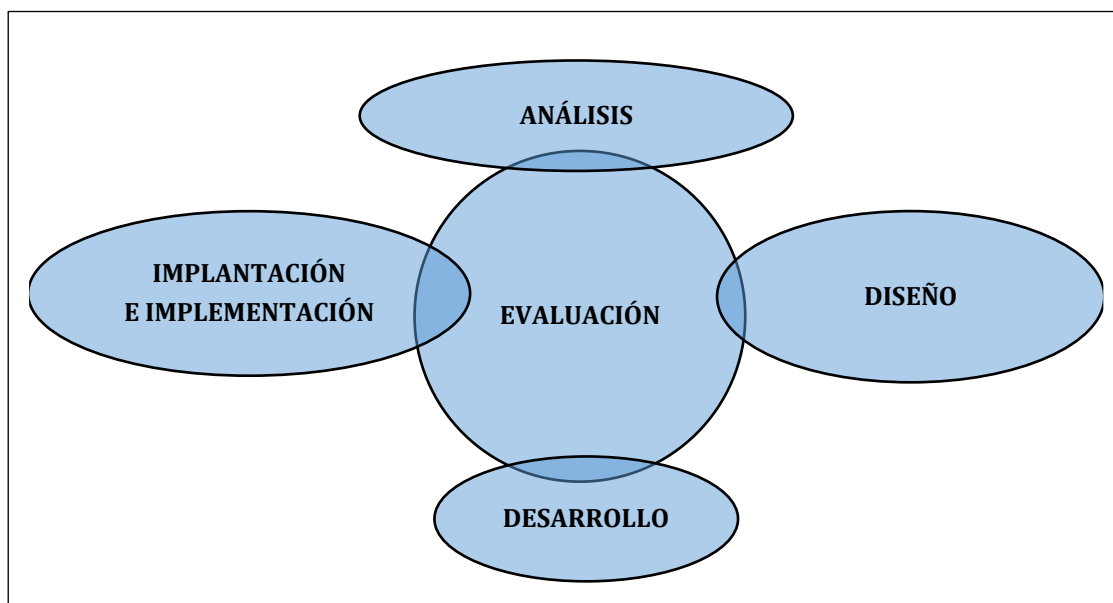 ANÁLISIS
IMPLANTACIÓN
E IMPLEMENTACIÓN
EVALUACIÓN
DISEÑO
DESARROLLO